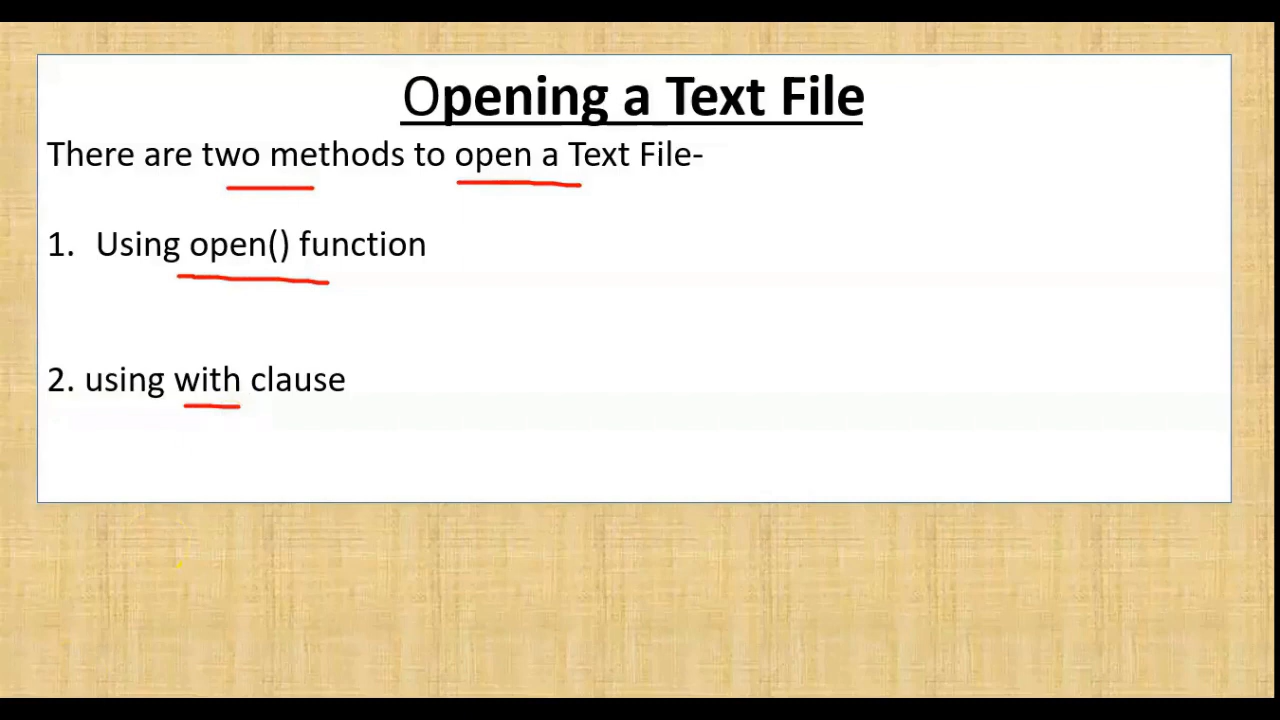 Opening a Text File
There are two methods to open a Text File-
1. Using open() function
2. using with clause